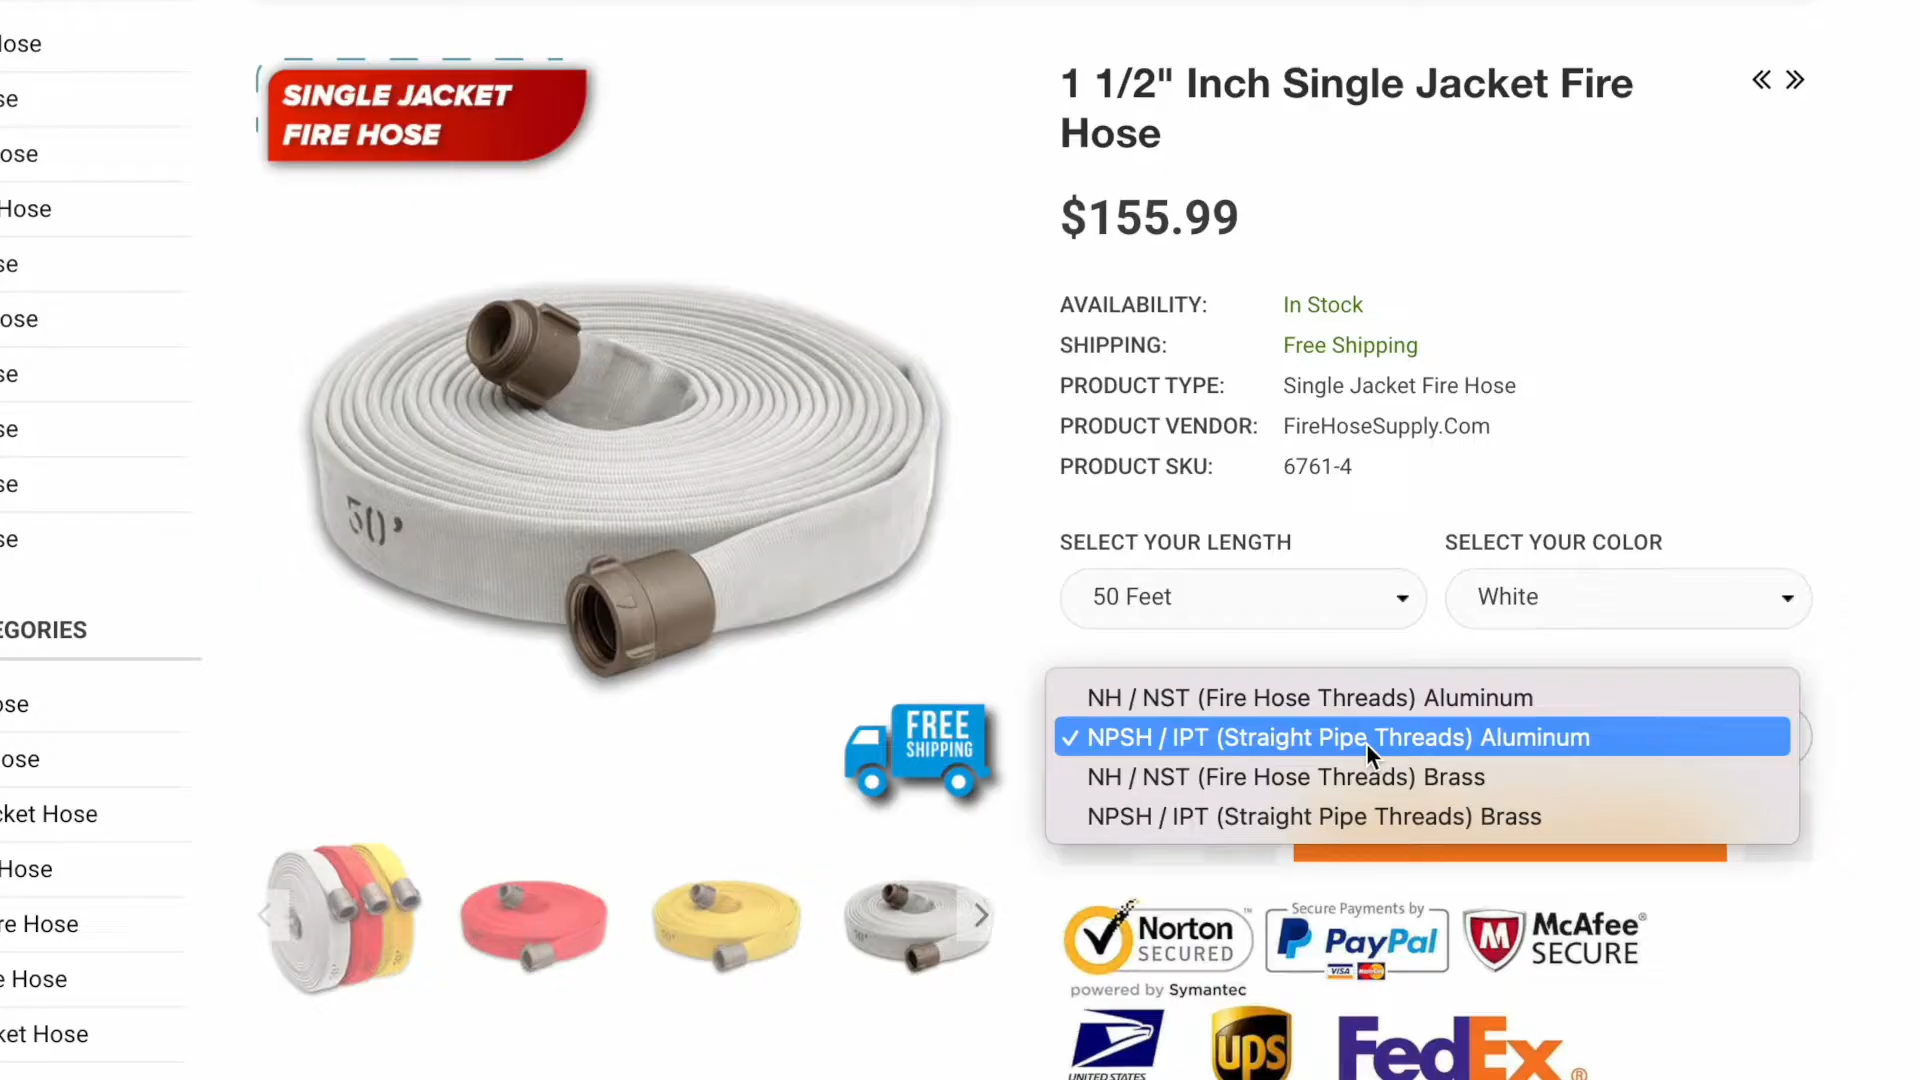 lose
se
ose
Hose
se
ose
se
se
se
se
EGORIES
ose
ose
cket Hose
Hose
re Hose
e Hose
ket Hose
SINGLE JACKET
FIRE HOSE
50’
FREE
SHIPPING
1 1/2" Inch Single Jacket Fire
Hose
$155.99
AVAILABILITY: In Stock
SHIPPING: Free Shipping
PRODUCT TYPE: Single Jacket Fire Hose
PRODUCT VENDOR: FireHoseSupply.Com
PRODUCT SKU: 6761-4
SELECT YOUR LENGTH SELECT YOUR COLOR
50 Feet White
NH / NST (Fire Hose Threads) Aluminum
✓ NPSH / IPT (Straight Pipe Threads) Aluminum
NH / NST (Fire Hose Threads) Brass
NPSH / IPT (Straight Pipe Threads) Brass
Norton™
SECURED
powered by Symantec
Secure Payments by
PayPal
VISA MasterCard
M McAfee®
SECURE
UNITED STATES
ups
FedEx®